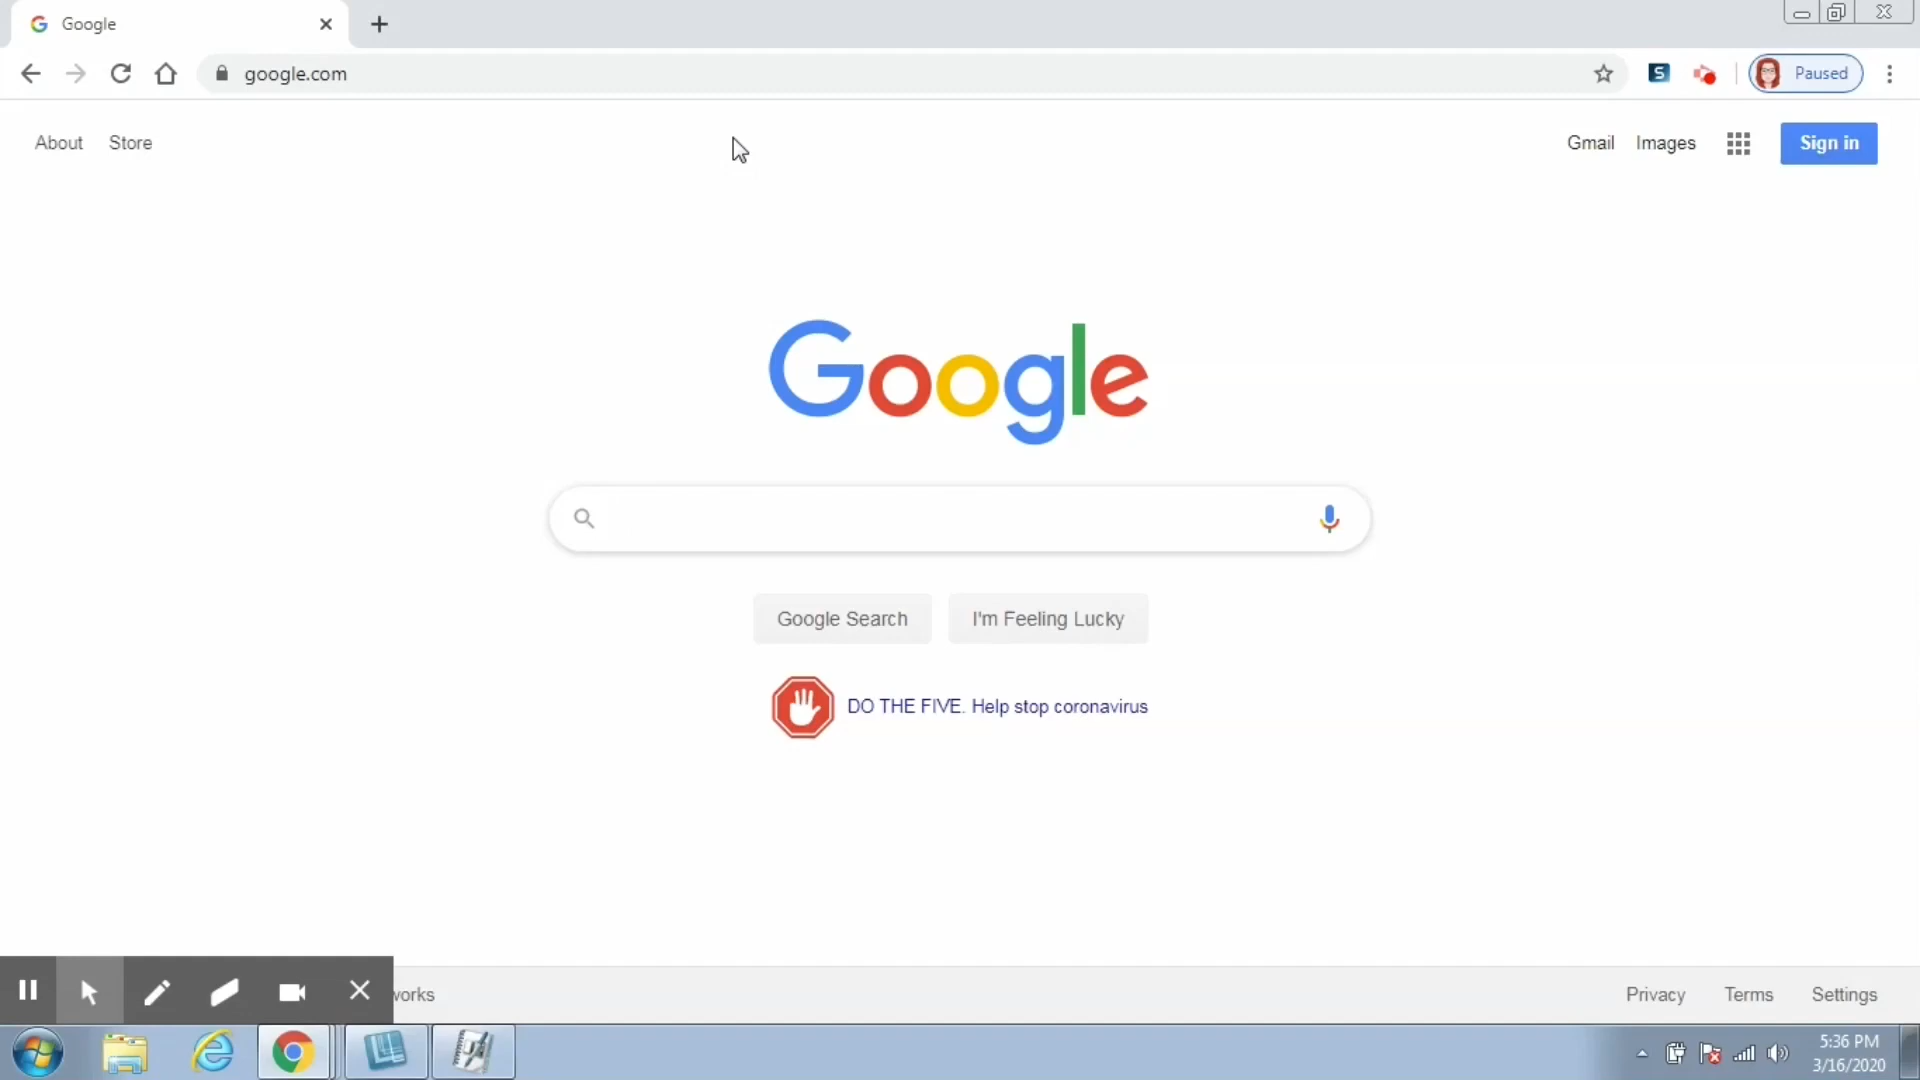 Google
google.com
Paused
About Store
Gmail Images Sign in
Google
Google Search I'm Feeling Lucky
DO THE FIVE. Help stop coronavirus
works
Privacy Terms Settings
5:36 PM
3/16/2020